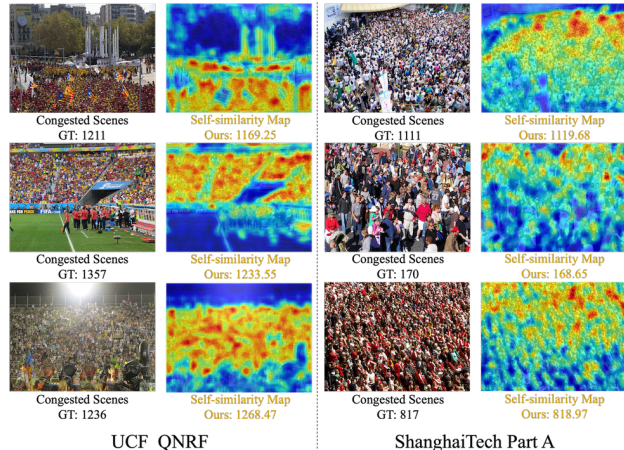 Congested Scenes
GT: 1211
Self-similarity Map
Ours: 1169.25
Congested Scenes
GT: 1111
Self-similarity Map
Ours: 1119.68
Congested Scenes
GT: 1357
Self-similarity Map
Ours: 1233.55
Congested Scenes
GT: 170
Self-similarity Map
Ours: 168.65
Congested Scenes
GT: 1236
Self-similarity Map
Ours: 1268.47
Congested Scenes
GT: 817
Self-similarity Map
Ours: 818.97
UCF_QNRF
ShanghaiTech Part A